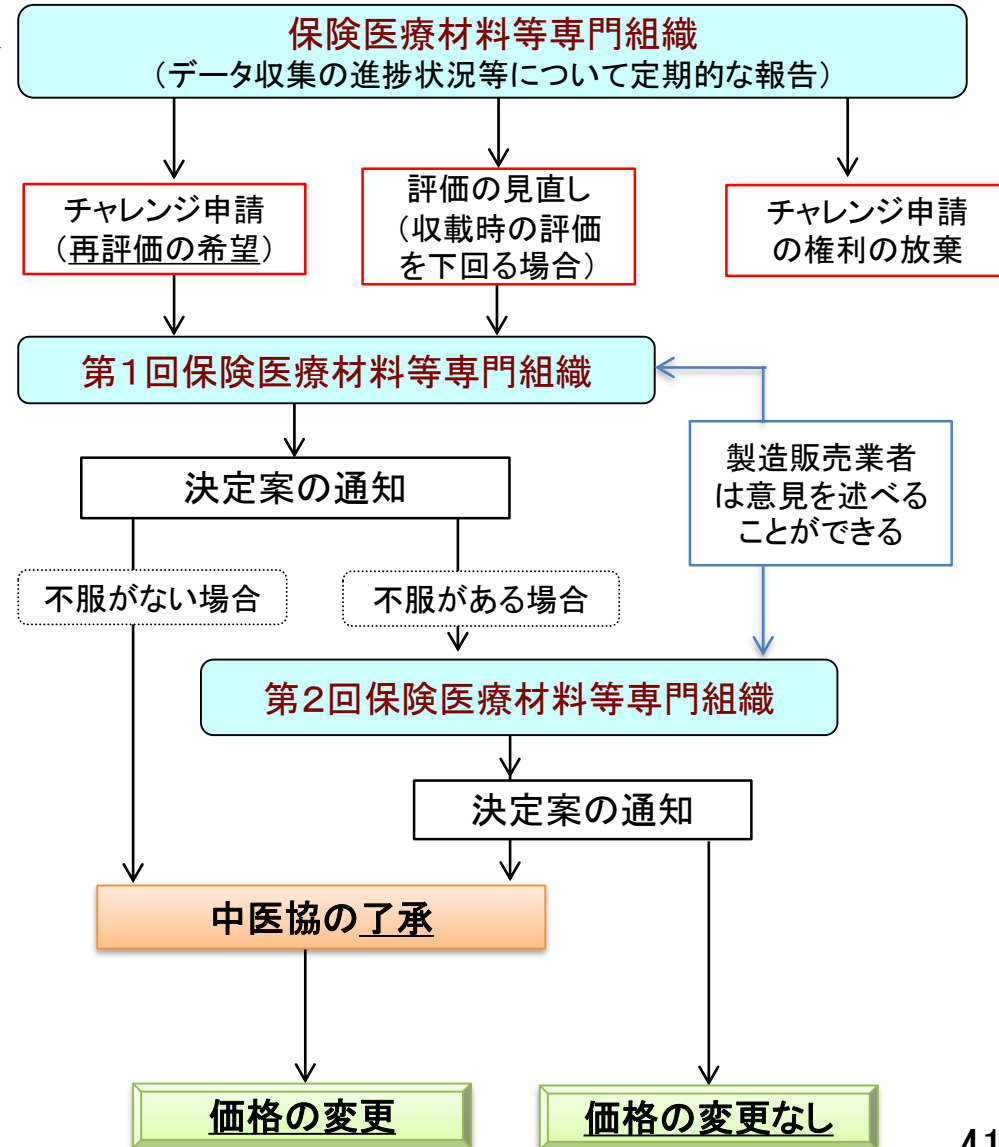 保険医療材料等専門組織
（データ収集の進捗状況等について定期的な報告）
チャレンジ申請
（再評価の希望）
評価の見直し
（収載時の評価
を下回る場合）
チャレンジ申請
の権利の放棄
第１回保険医療材料等専門組織
決定案の通知
製造販売業者
は意見を述べる
ことができる
不服がない場合
不服がある場合
第２回保険医療材料等専門組織
決定案の通知
中医協の了承
価格の変更
価格の変更なし
41